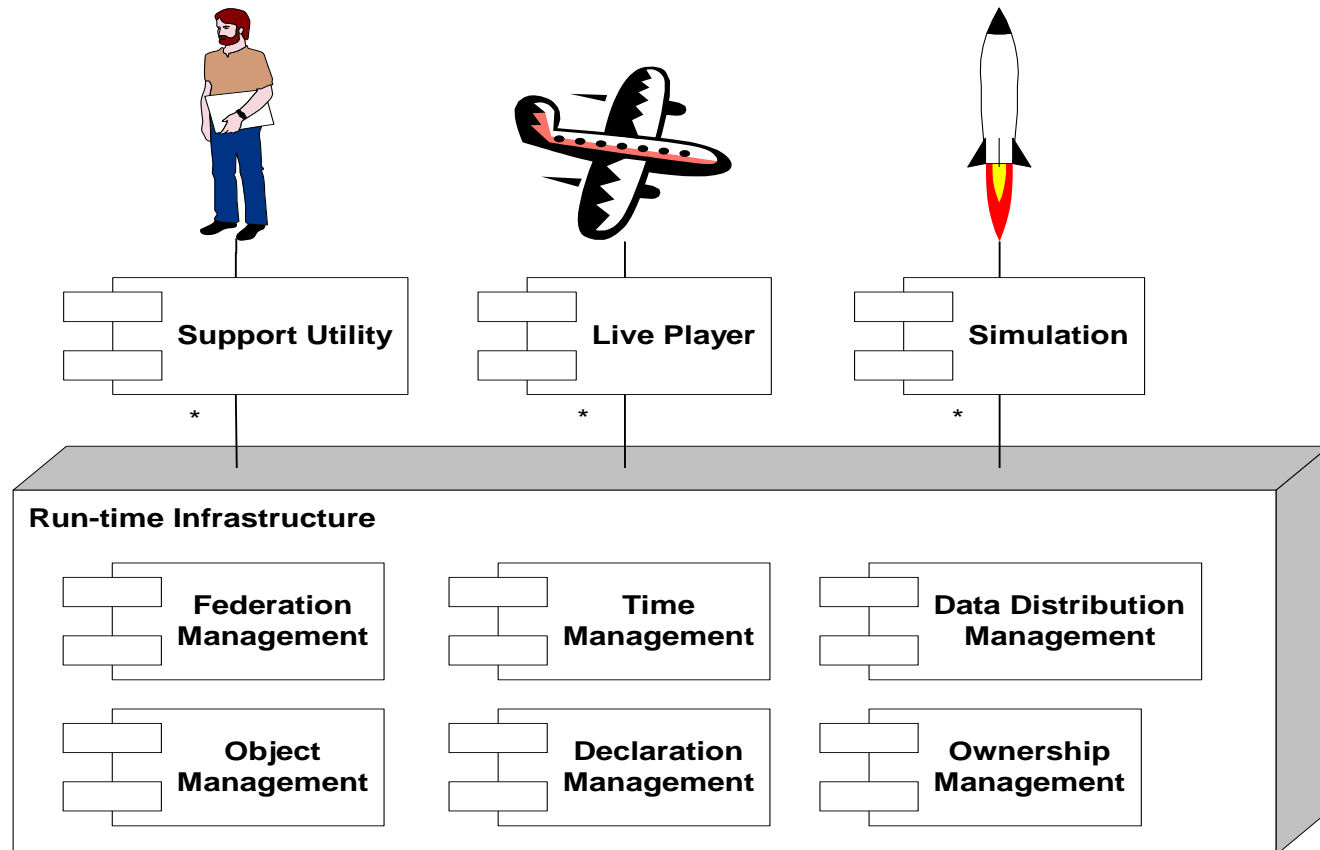 Support Utility
Live Player
Simulation
*
*
*
Run-time Infrastructure
Federation
Management
Time
Management
Data Distribution
Management
Object
Management
Declaration
Management
Ownership
Management